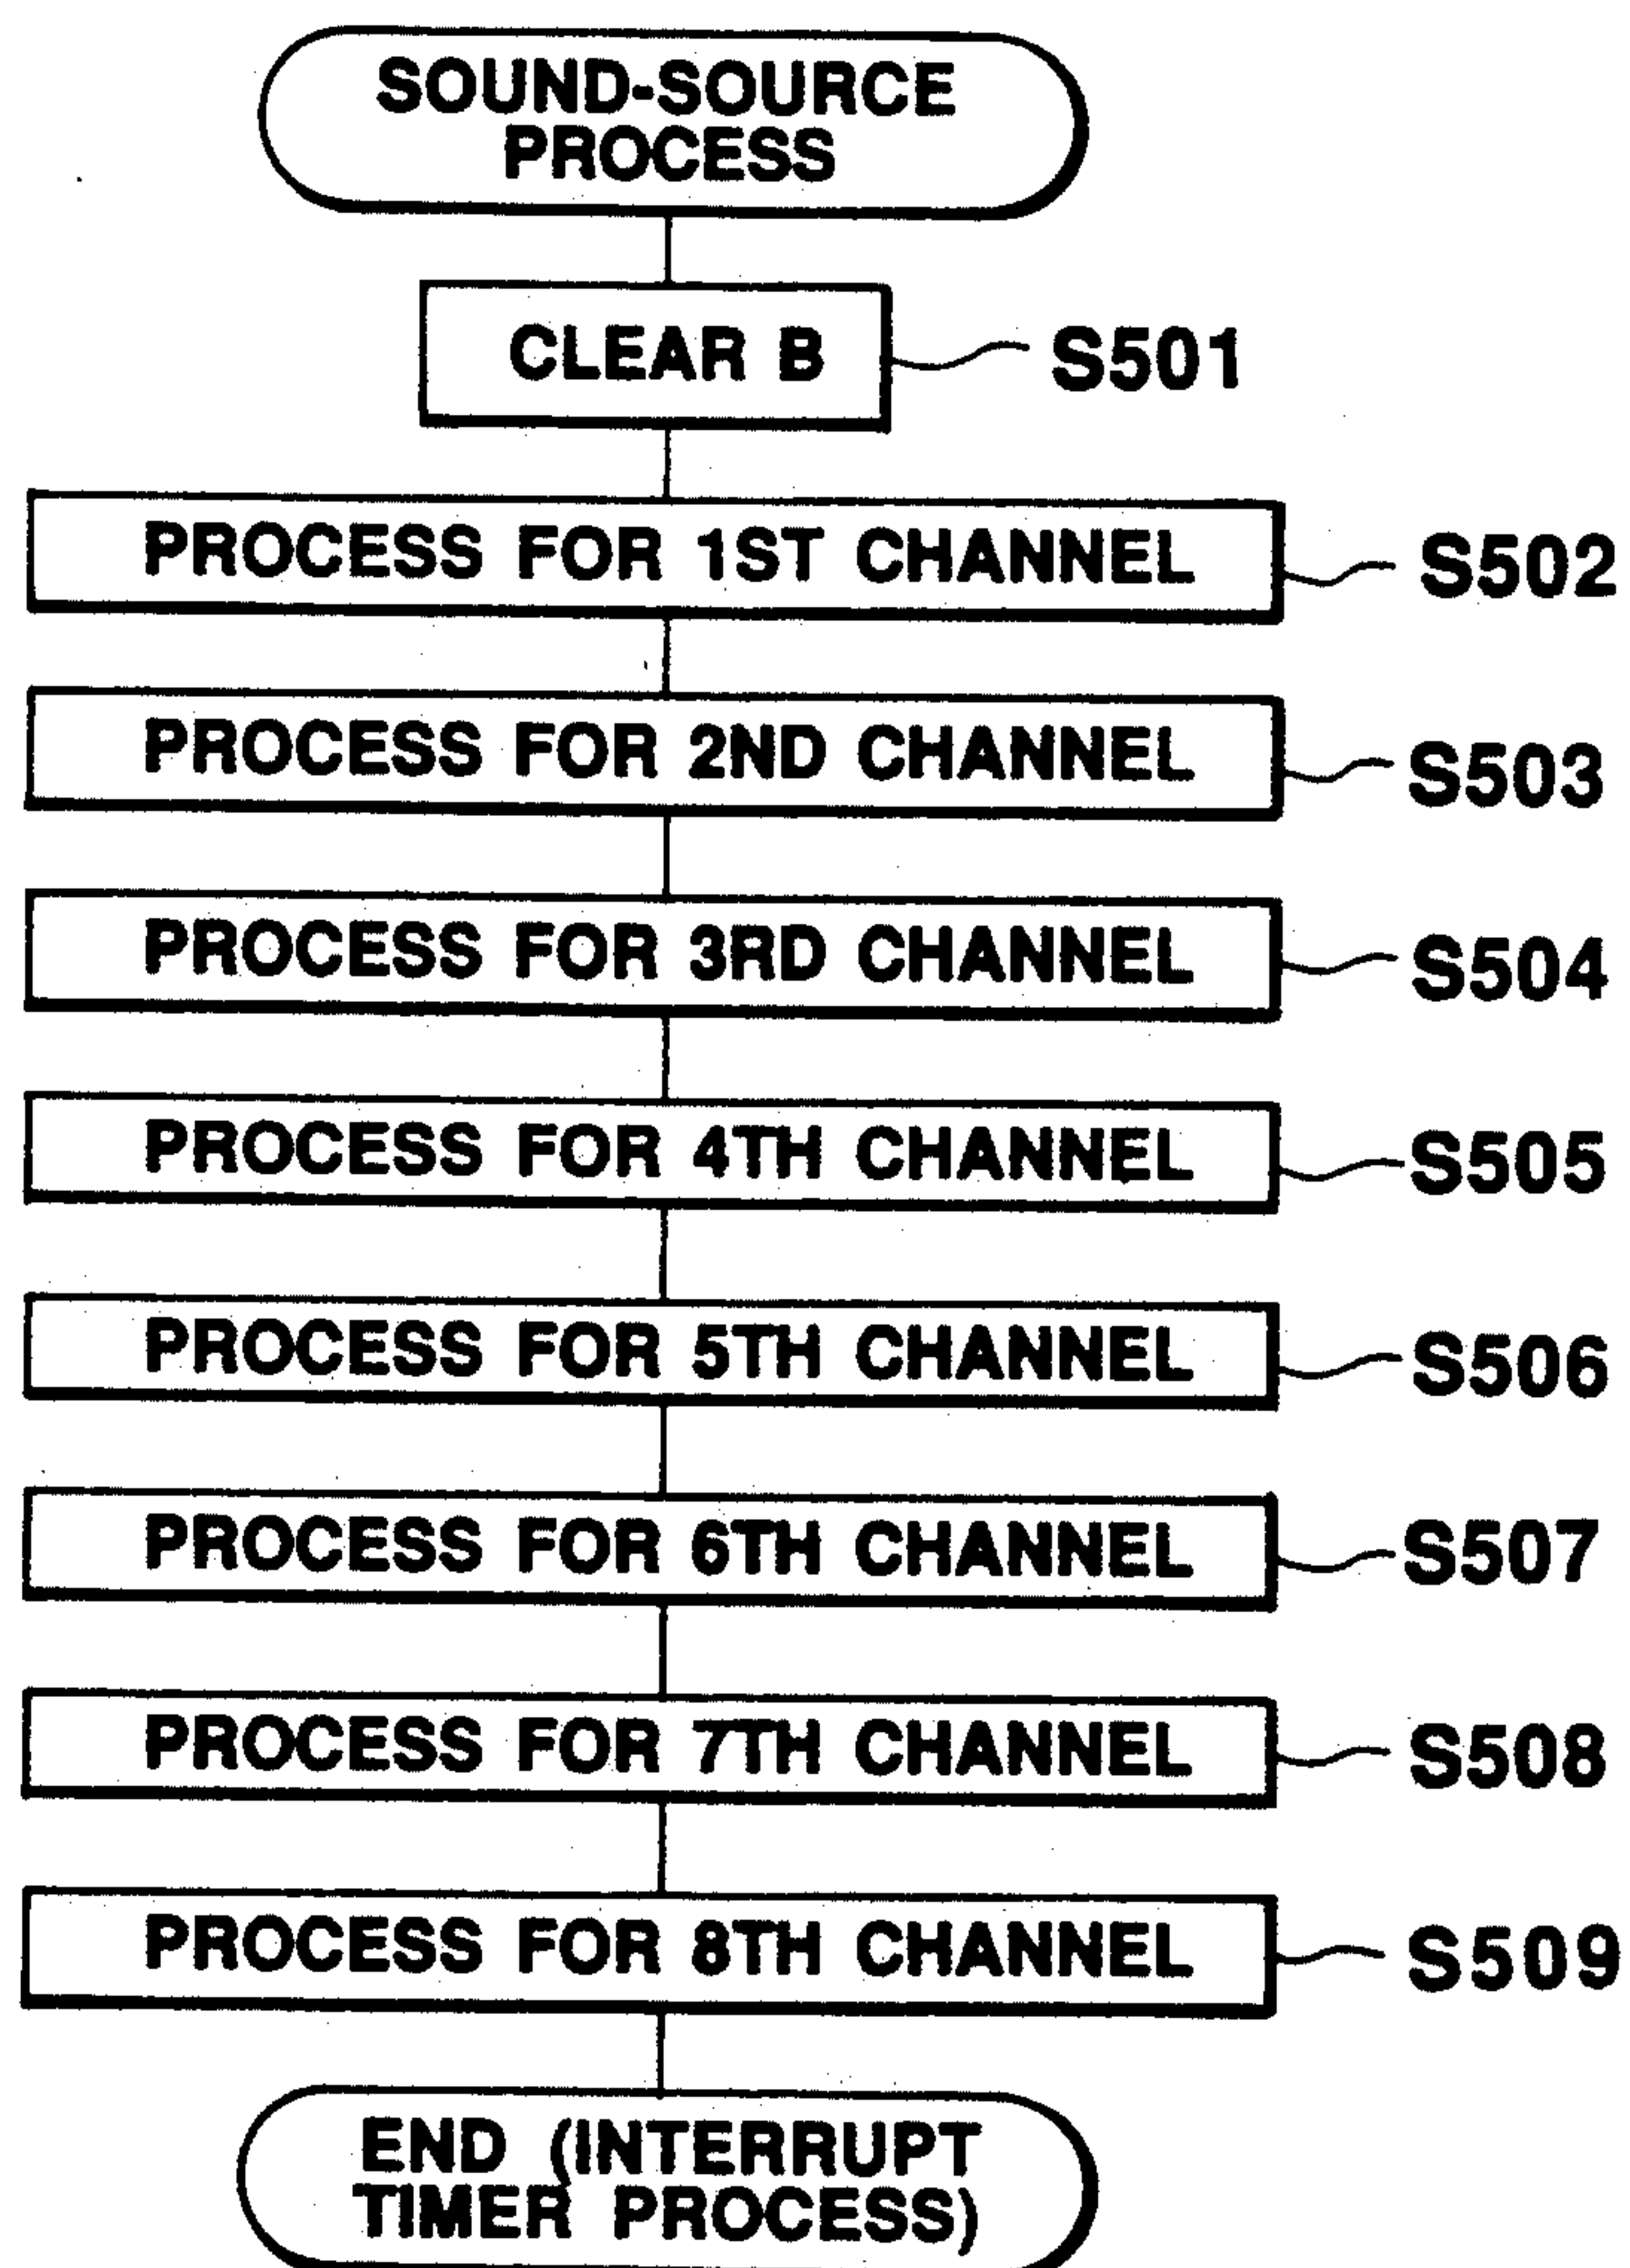 SOUND-SOURCE
PROCESS
CLEAR B
S501
PROCESS FOR 1ST CHANNEL
S502
PROCESS FOR 2ND CHANNEL
S503
PROCESS FOR 3RD CHANNEL
S504
PROCESS FOR 4TH CHANNEL
S505
PROCESS FOR 5TH CHANNEL
S506
PROCESS FOR 6TH CHANNEL
S507
PROCESS FOR 7TH CHANNEL
S508
PROCESS FOR 8TH CHANNEL
S509
END (INTERRUPT
TIMER PROCESS)